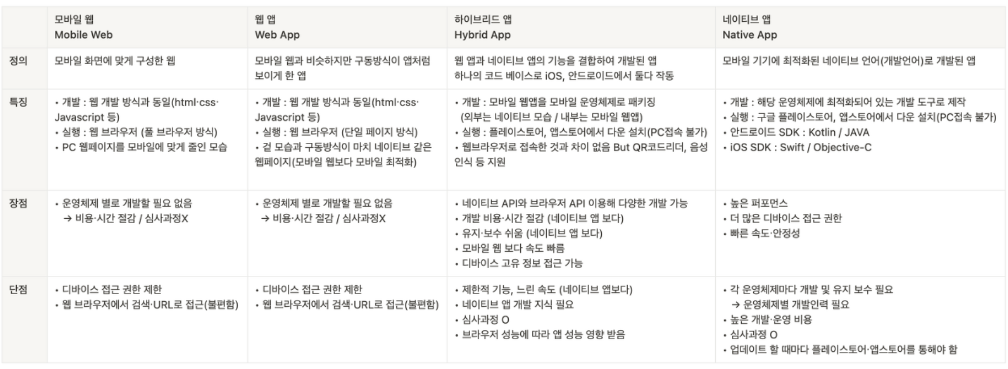 모바일 웹
Mobile Web
웹 앱
Web App
하이브리드 앱
Hybrid App
네이티브 앱
Native App
정의
모바일 화면에 맞게 구성한 웹
모바일 웹과 비슷하지만 구동방식이 앱처럼
보이게 한 앱
웹 앱과 네이티브 앱의 기능을 결합하여 개발된 앱
하나의 코드 베이스로 iOS, 안드로이드에서 둘다 작동
모바일 기기에 최적화된 네이티브 언어(개발언어)로 개발된 앱
특징
• 개발 : 웹 개발 방식과 동일(html·css·
Javascript 등)
• 실행 : 웹 브라우저 (풀 브라우저 방식)
• PC 웹페이지를 모바일에 맞게 줄인 모습
• 개발 : 웹 개발 방식과 동일(html·css·
Javascript 등)
• 실행 : 웹 브라우저 (단일 페이지 방식)
• 겉 모습과 구동방식이 마치 네이티브 같은
웹페이지(모바일 웹보다 모바일 최적화)
• 개발 : 모바일 웹앱을 모바일 운영체제로 패키징
(외부는 네이티브 모습 / 내부는 모바일 웹앱)
• 실행 : 플레이스토어, 앱스토어에서 다운 설치(PC접속 불가)
• 웹브라우저로 접속한 것과 차이 없음 But QR코드리더, 음성
인식 등 지원
• 개발 : 해당 운영체제에 최적화되어 있는 개발 도구로 제작
• 실행 : 구글 플레이스토어, 앱스토어에서 다운 설치(PC접속 불가)
• 안드로이드 SDK : Kotlin / JAVA
• iOS SDK : Swift / Objective-C
장점
• 운영체제 별로 개발할 필요 없음
→ 비용·시간 절감 / 심사과정X
• 운영체제 별로 개발할 필요 없음
→ 비용·시간 절감 / 심사과정X
• 네이티브 API와 브라우저 API 이용해 다양한 개발 가능
• 개발 비용·시간 절감 (네이티브 앱 보다)
• 유지·보수 쉬움 (네이티브 앱 보다)
• 모바일 웹 보다 속도 빠름
• 디바이스 고유 정보 접근 가능
• 높은 퍼포먼스
• 더 많은 디바이스 접근 권한
• 빠른 속도·안정성
단점
• 디바이스 접근 권한 제한
• 웹 브라우저에서 검색·URL로 접근(불편함)
• 디바이스 접근 권한 제한
• 웹 브라우저에서 검색·URL로 접근(불편함)
• 제한적 기능, 느린 속도 (네이티브 앱보다)
• 네이티브 앱 개발 지식 필요
• 심사과정 O
• 브라우저 성능에 따라 앱 성능 영향 받음
• 각 운영체제마다 개발 및 유지 보수 필요
→ 운영체제별 개발인력 필요
• 높은 개발·운영 비용
• 심사과정 O
• 업데이트 할 때마다 플레이스토어·앱스토어를 통해야 함